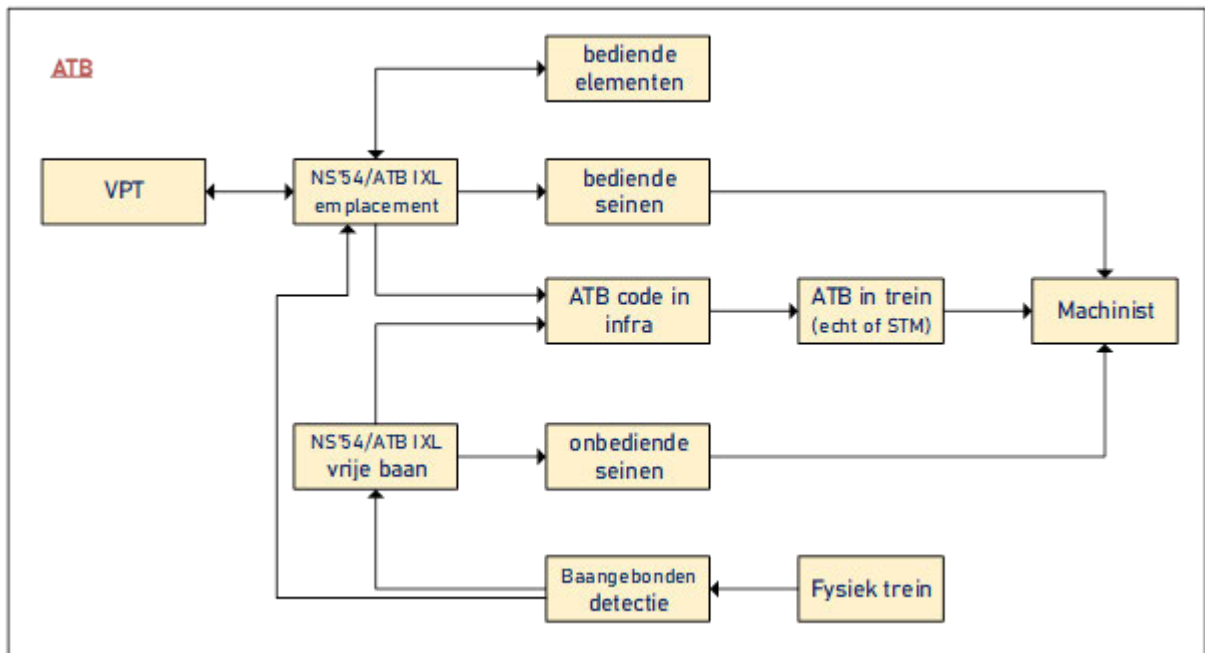 ATB
bediende
elementen
VPT
NS'54/ATB IXL
emplacement
bediende
seinen
ATB code in
infra
ATB in trein
(echt of STM)
Machinist
NS'54/ATB IXL
vrije baan
onbediende
seinen
Baangebonden
detectie
Fysiek trein